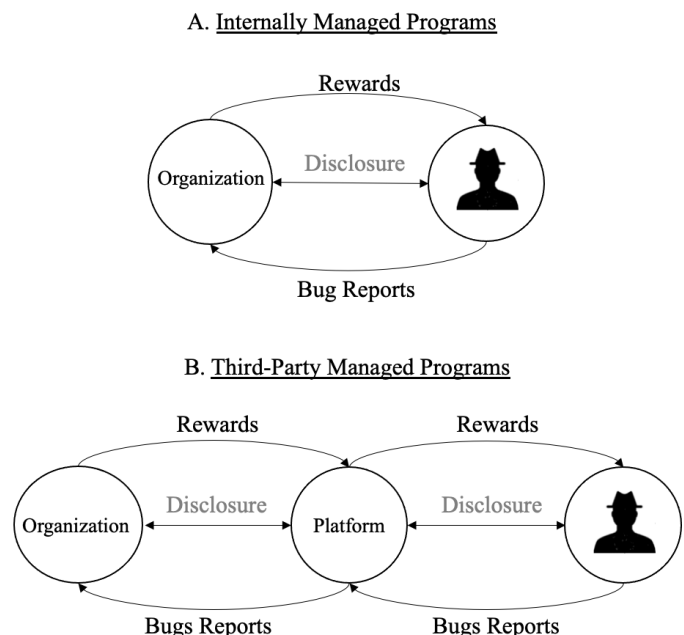 A. Internally Managed Programs
Rewards
Organization
Disclosure
Bug Reports
B. Third-Party Managed Programs
Rewards
Rewards
Organization
Disclosure
Platform
Disclosure
Bugs Reports
Bugs Reports